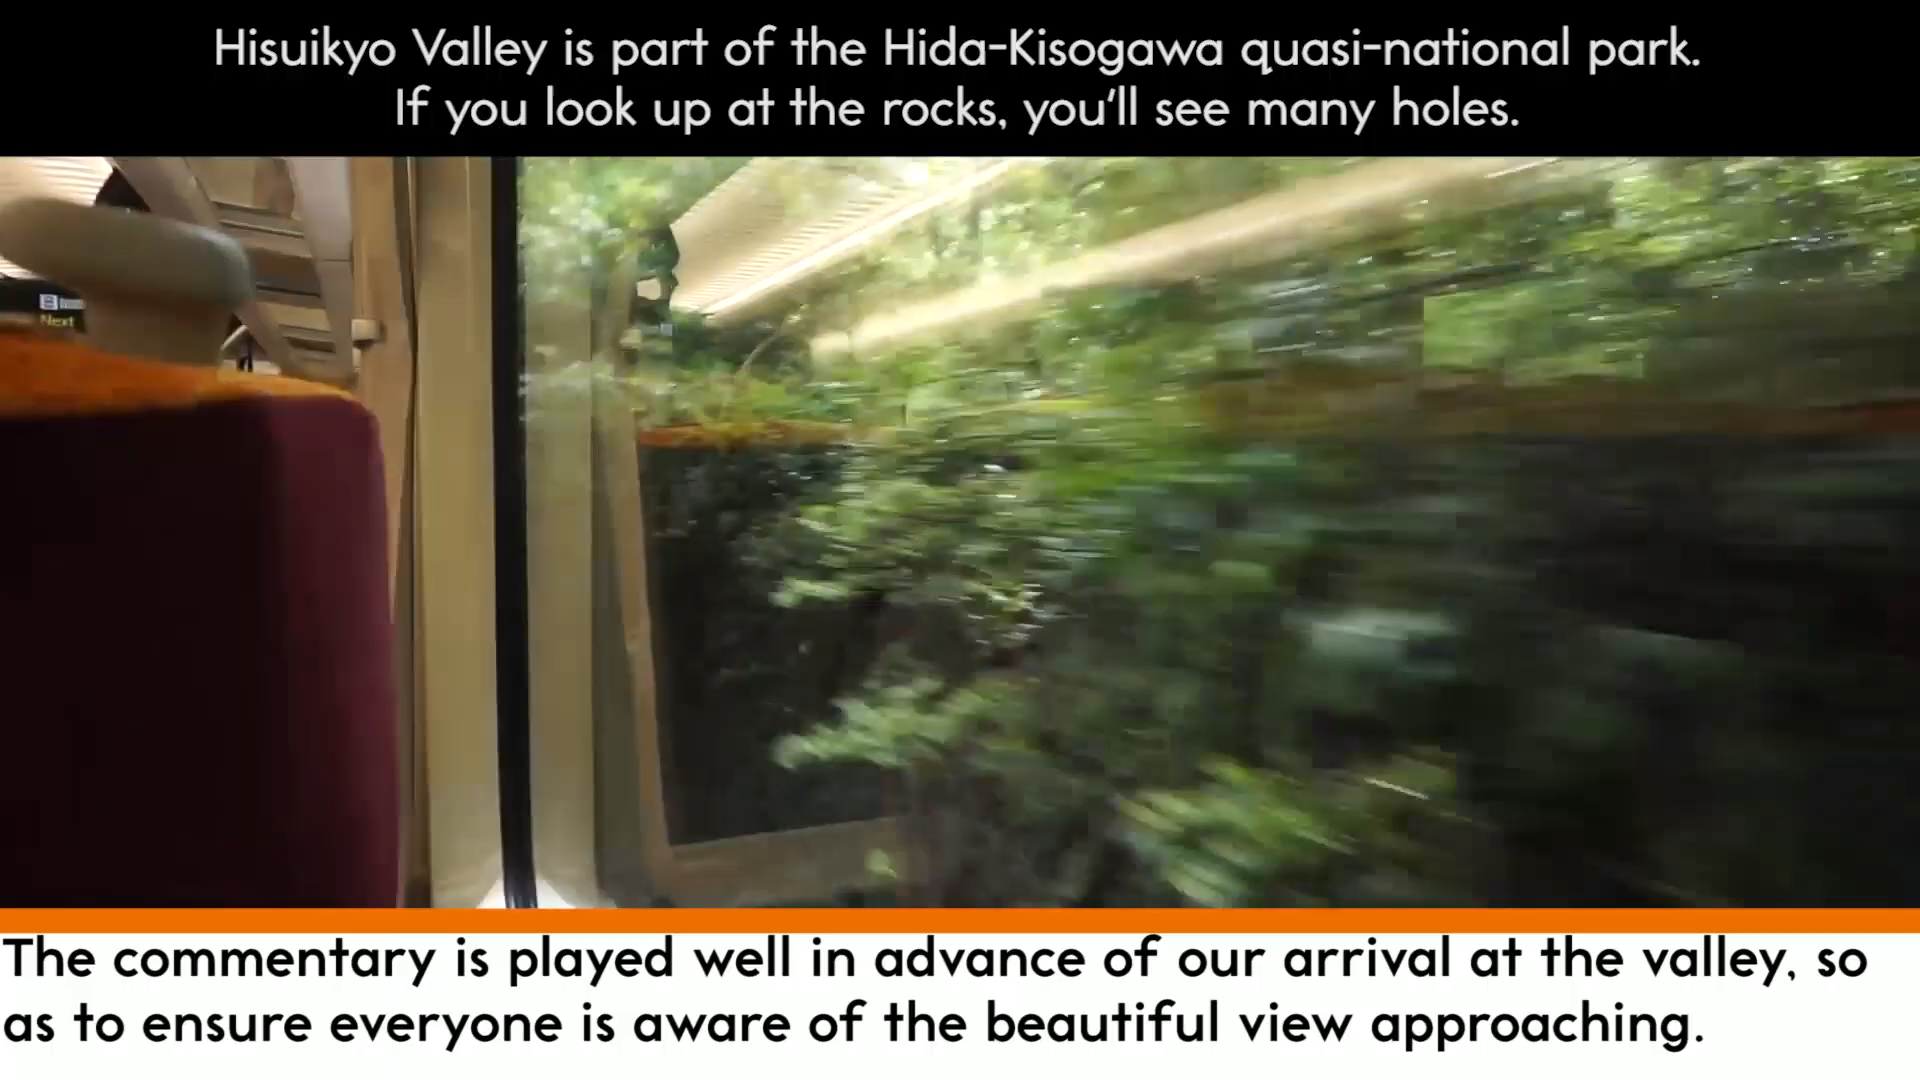 Hisuikyo Valley is part of the Hida-Kisogawa quasi-national park.
If you look up at the rocks, you'll see many holes.
Next
The commentary is played well in advance of our arrival at the valley, so
as to ensure everyone is aware of the beautiful view approaching.